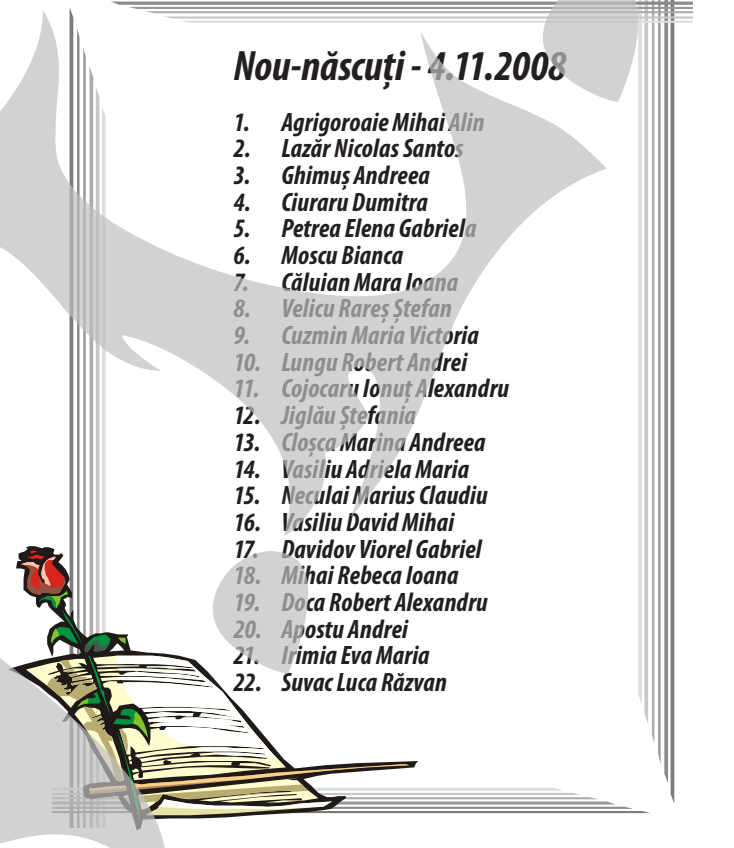 Nou-născuți - 4.11.2008
1. Agrigoroaie Mihai Alin
2. Lazăr Nicolas Santos
3. Ghimuș Andreea
4. Ciuraru Dumitra
5. Petrea Elena Gabriela
6. Moscu Bianca
7. Căluian Mara Ioana
8. Velicu Rareș Ștefan
9. Cuzmin Maria Victoria
10. Lungu Robert Andrei
11. Cojocaru Ionuț Alexandru
12. Jiglău Ștefania
13. Cloșca Marina Andreea
14. Vasiliu Adriela Maria
15. Neculai Marius Claudiu
16. Vasiliu David Mihai
17. Davidov Viorel Gabriel
18. Mihai Rebeca Ioana
19. Doca Robert Alexandru
20. Apostu Andrei
21. Irimia Eva Maria
22. Suvac Luca Răzvan